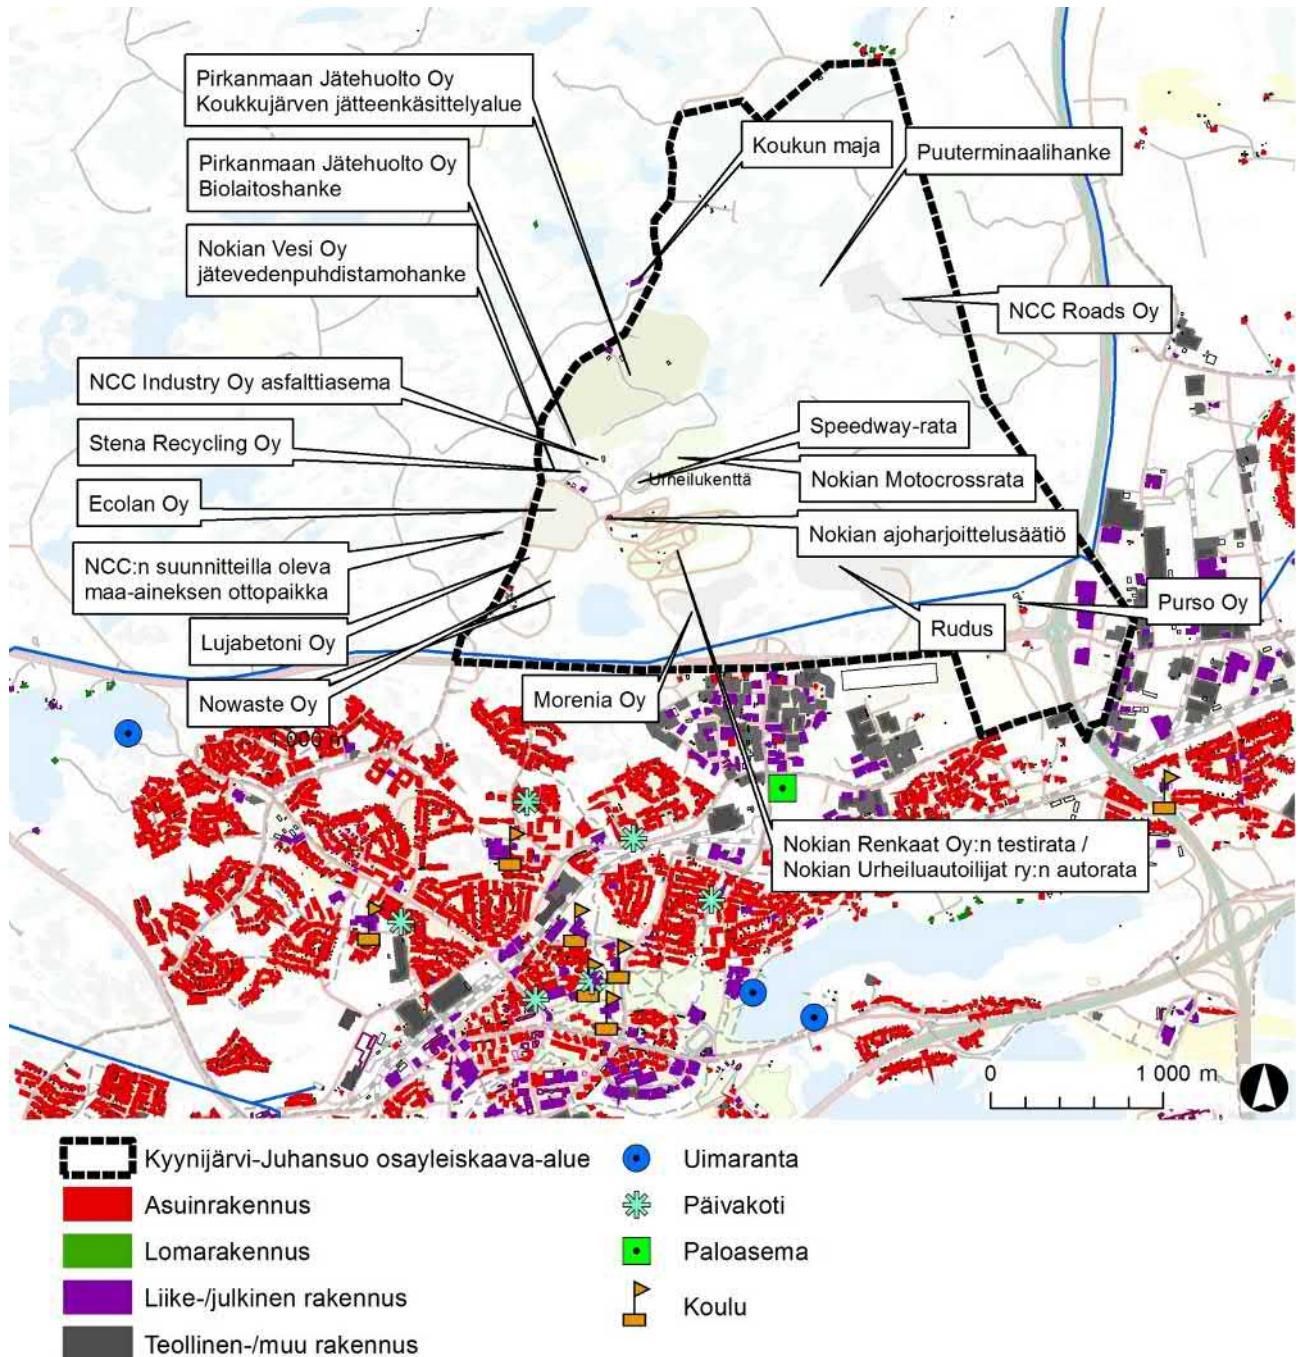 Pirkanmaan Jätehuolto Oy
Koukkujärven jätteenkäsittelyalue
Pirkanmaan Jätehuolto Oy
Biolaitoshanke
Nokian Vesi Oy
jätevedenpuhdistamohanke
Koukun maja
Puuterminaalihanke
NCC Roads Oy
NCC Industry Oy asfalttiasema
Stena Recycling Oy
Ecolan Oy
NCC:n suunnitteilla oleva
maa-aineksen ottopaikka
Lujabetoni Oy
Nowaste Oy
1 000 m
Speedway-rata
Urheilukenttä
Nokian Motocrossrata
Nokian ajoharjoittelusäätiö
Purso Oy
Rudus
Morenia Oy
Nokian Renkaat Oy:n testirata /
Nokian Urheiluautoilijat ry:n autorata
0 1 000 m
Kyynijärvi-Juhansuo osayleiskaava-alue
Asuinrakennus
Lomarakennus
Liike-/julkinen rakennus
Teollinen-/muu rakennus
Uimaranta
Päivakoti
Paloasema
Koulu